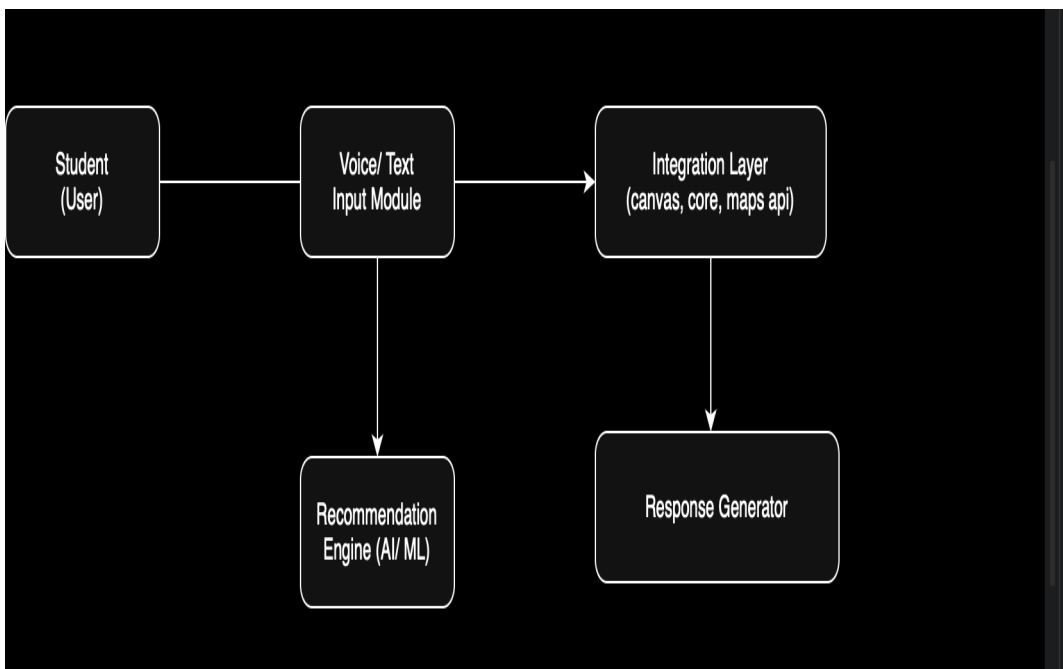 Student
(User)
Voice/ Text
Input Module
Integration Layer
(canvas, core, maps api)
Recommendation
Engine (AI/ ML)
Response Generator